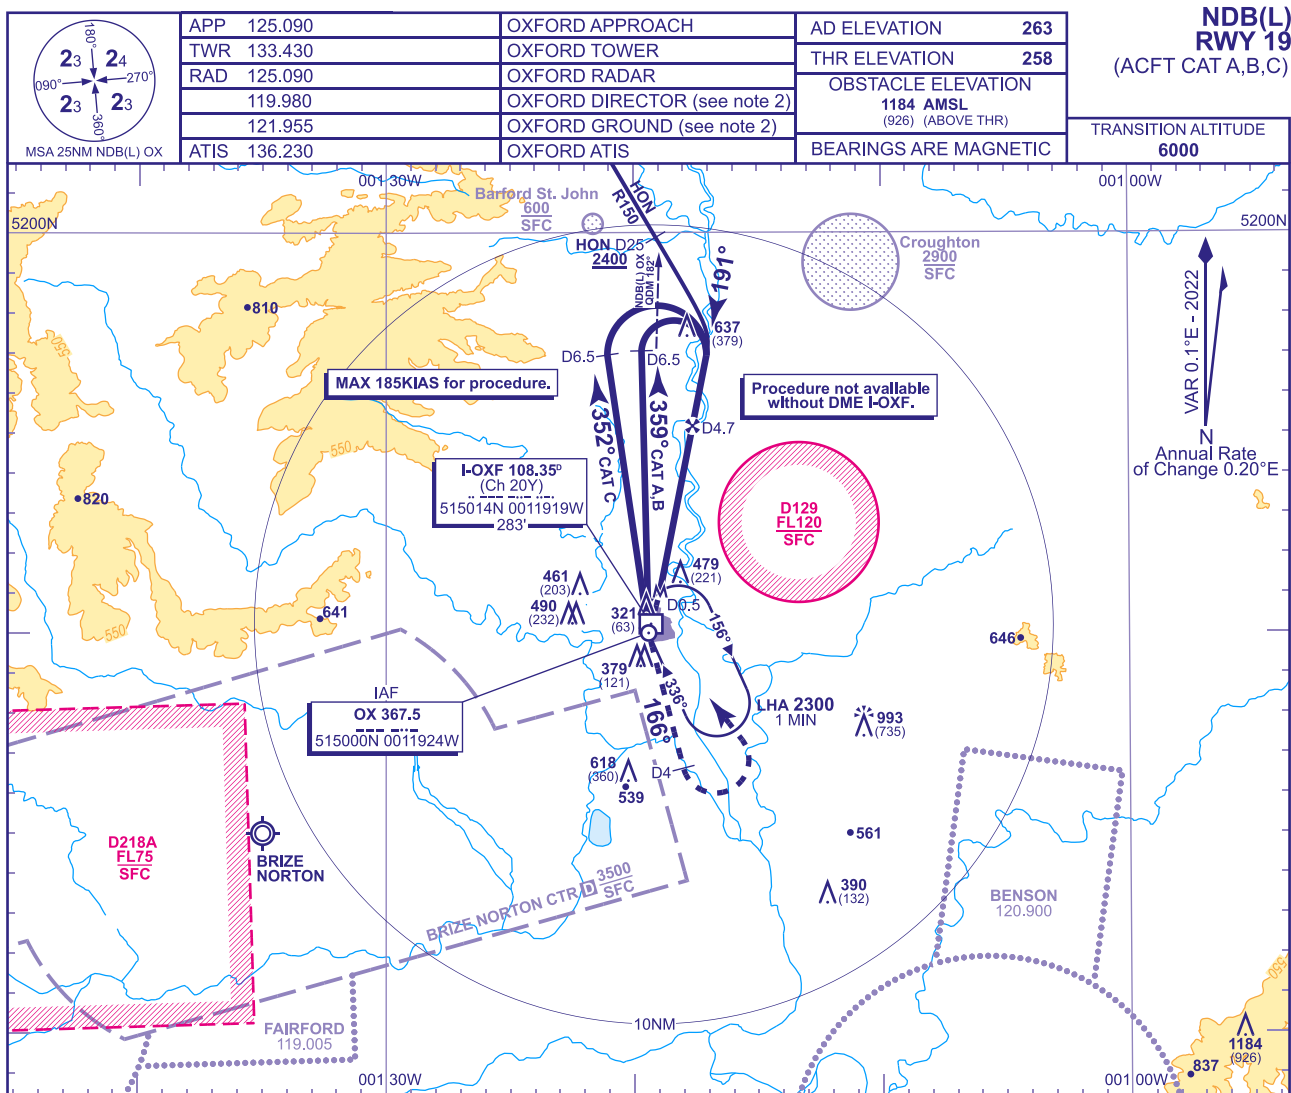 NDB(L)
RWY 19
(ACFT CAT A,B,C)
TRANSITION ALTITUDE
6000
180°
23 24
090° 270°
23 23
360°
MSA 25NM NDB(L) OX
APP 125.090 OXFORD APPROACH
TWR 133.430 OXFORD TOWER
RAD 125.090 OXFORD RADAR
119.980 OXFORD DIRECTOR (see note 2)
121.955 OXFORD GROUND (see note 2)
ATIS 136.230 OXFORD ATIS
AD ELEVATION 263
THR ELEVATION 258
OBSTACLE ELEVATION
1184 AMSL
(926) (ABOVE THR)
BEARINGS ARE MAGNETIC
001'30W
001'00W
5200N
5200N
Barford St. John
600
SFC
HON
R150
HON D25
2400
NDB(L) OX
QDM 182°
191°
Croughton
2900
SFC
VAR 0.1°E - 2022
N
Annual Rate
of Change 0.20°E
810
550
637
(379)
D6.5
D6.5
MAX 185KIAS for procedure.
Procedure not available
without DME I-OXF.
352° CAT C
359° CAT A,B
D4.7
550
I-OXF 108.35D
(Ch 20Y)
515014N 0011919W
283'
820
D129
FL120
SFC
479
(221)
461
(203)
490
(232)
321
(63)
D0.5
641
550
156°
646
379
(121)
336°
166°
IAF
OX 367.5
515000N 0011924W
LHA 2300
1 MIN
993
(735)
618
(360)
539
D4
561
D218A
FL75
SFC
BRIZE
NORTON
BRIZE NORTON CTR D 3500
SFC
390
(132)
BENSON
120.900
FAIRFORD
119.005
10NM
550
1184
(926)
837
001'30W
001'00W